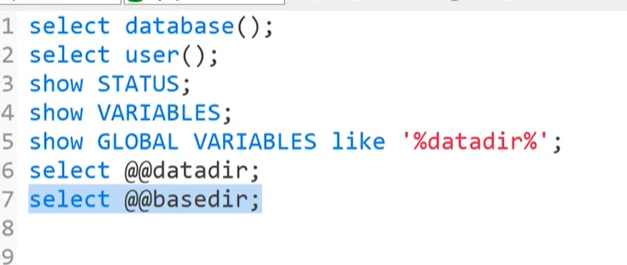 1 select database();
2 select user();
3 show STATUS;
4 show VARIABLES;
5 show GLOBAL VARIABLES like '%datadir%';
6 select @@datadir;
7 select @@basedir;
8
9